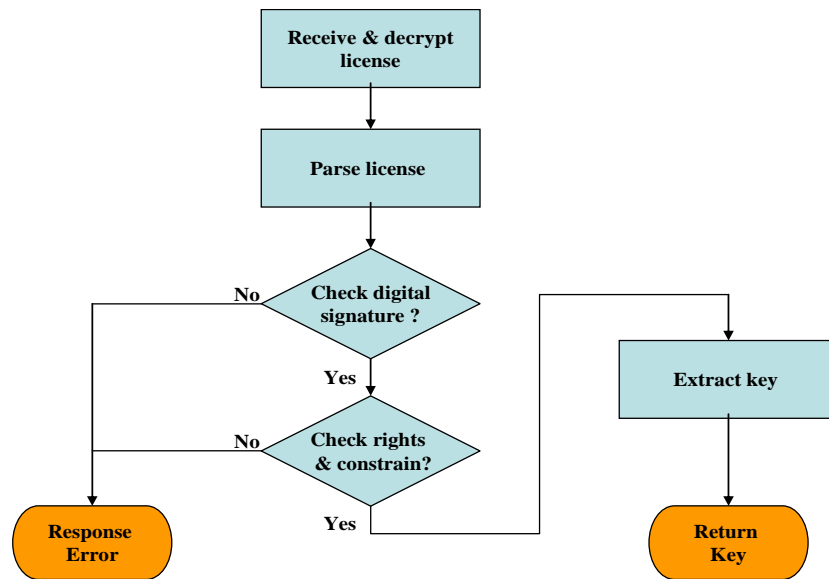 Receive & decrypt
license
Parse license
No
Check digital
signature ?
Yes
Extract key
No
Check rights
& constrain?
Yes
Response
Error
Return
Key